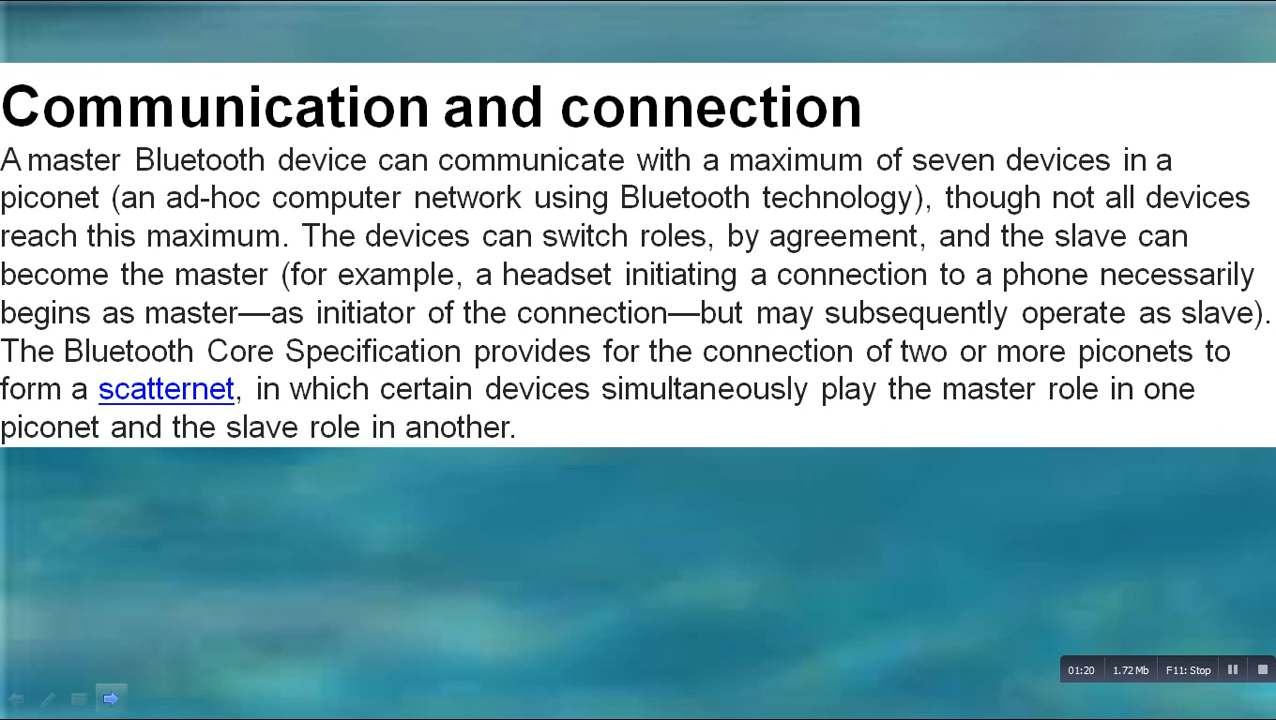 Communication and connection
A master Bluetooth device can communicate with a maximum of seven devices in a
piconet (an ad-hoc computer network using Bluetooth technology), though not all devices
reach this maximum. The devices can switch roles, by agreement, and the slave can
become the master (for example, a headset initiating a connection to a phone necessarily
begins as master—as initiator of the connection—but may subsequently operate as slave).
The Bluetooth Core Specification provides for the connection of two or more piconets to
form a scatternet, in which certain devices simultaneously play the master role in one
piconet and the slave role in another.
01:20 1.72 Mb F11: Stop